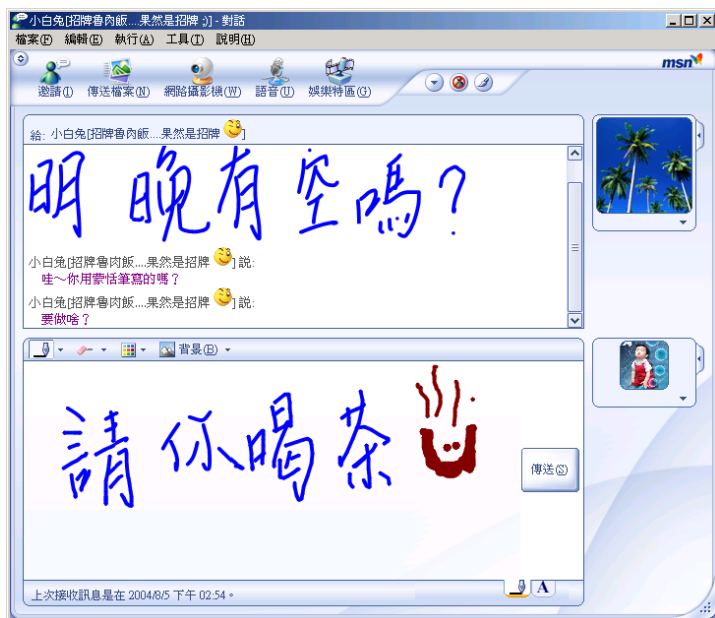 小白兔[招牌魯肉飯....果然是招牌 ;)] - 對話
檔案(F) 編輯(E) 執行(A) 工具(T) 說明(H)
msn
邀請(I) 傳送檔案(N) 網路攝影機(W) 語音(U) 娛樂特區(G)
給: 小白兔[招牌魯肉飯....果然是招牌 ]
明晚有空嗎?
小白兔[招牌魯肉飯....果然是招牌 ] 說:
哇~你用蒙恬筆寫的嗎?
小白兔[招牌魯肉飯....果然是招牌 ] 說:
要做啥?
背景(B)
請你喝茶
傳送(S)
A
上次接收訊息是在 2004/8/5 下午 02:54。